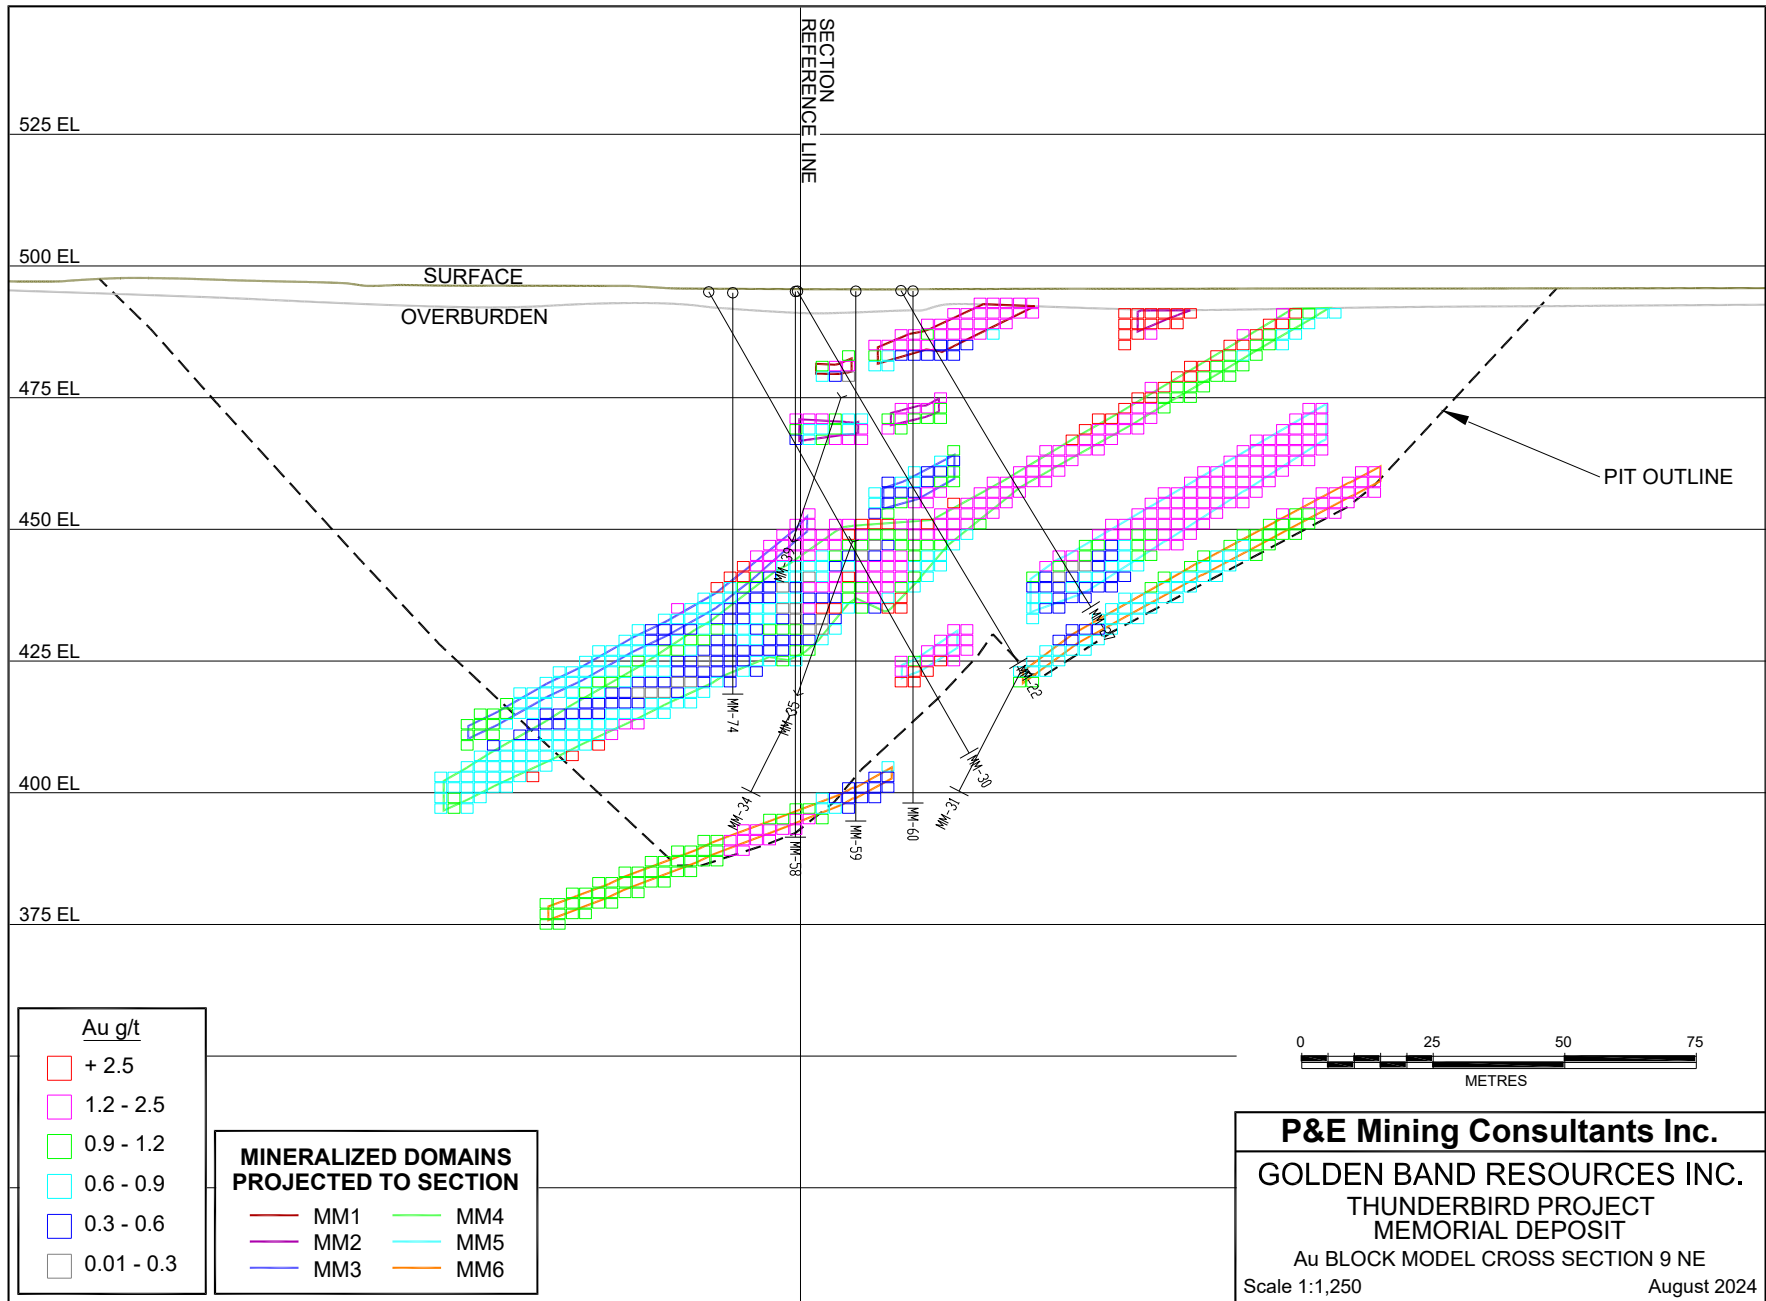 SECTION
REFERENCE LINE
525 EL
500 EL
SURFACE
OVERBURDEN
475 EL
PIT OUTLINE
450 EL
MM-39
MM-37
425 EL
MM-22
MM-74
MM-35
MM-30
400 EL
MM-34
MM-31
MM-60
MM-59
MM-58
375 EL
Au g/t
+ 2.5
1.2 - 2.5
0.9 - 1.2
0.6 - 0.9
0.3 - 0.6
0.01 - 0.3
MINERALIZED DOMAINS
PROJECTED TO SECTION
MM1 MM4
MM2 MM5
MM3 MM6
0 25 50 75
METRES
P&E Mining Consultants Inc.
GOLDEN BAND RESOURCES INC.
THUNDERBIRD PROJECT
MEMORIAL DEPOSIT
Au BLOCK MODEL CROSS SECTION 9 NE
Scale 1:1,250 August 2024